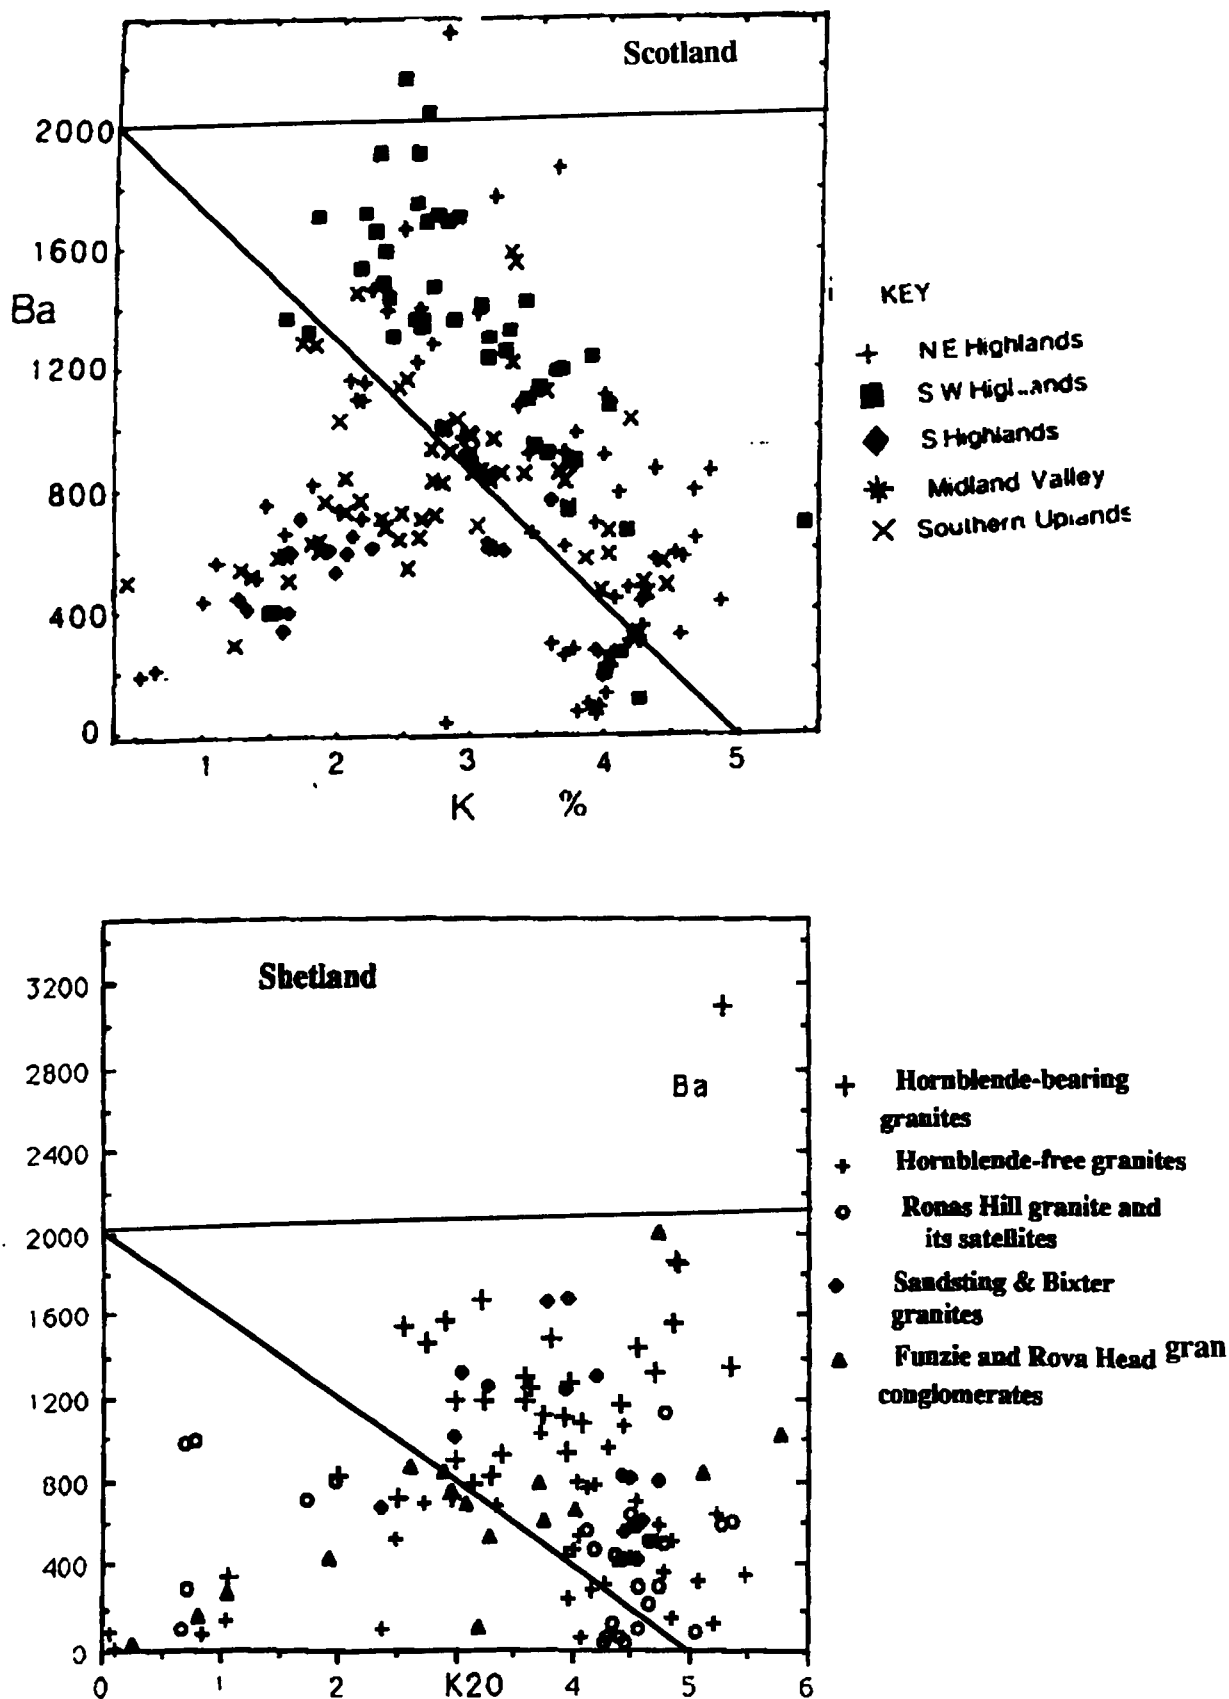 Scotland
2000
1600
Ba
1200
800
400
0
1 2 3 4 5
K %
KEY
NE Highlands
SW Highlands
S Highlands
Midland Valley
Southern Uplands
Shetland
3200
2800
Ba
2400
2000
1600
1200
800
400
0
0 1 2 K20 4 5 6
Hornblende-bearing
granites
Hornblende-free granites
Ronas Hill granite and
its satellites
Sandsting & Bixter
granites
Funzie and Rova Head gran
conglomerates